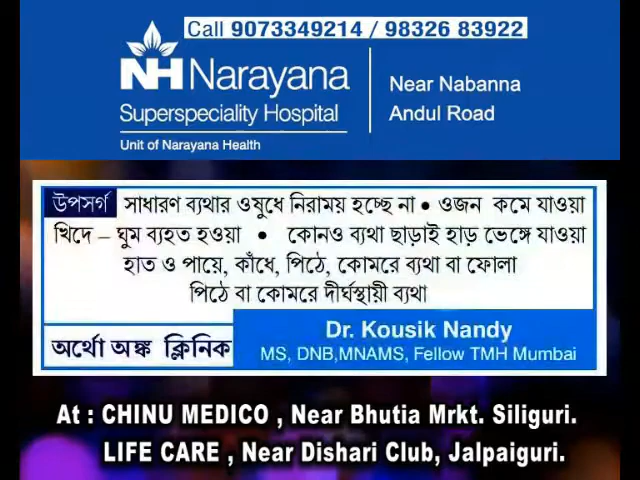 Call 9073349214 / 98326 83922
NH Narayana
Superspeciality Hospital
Unit of Narayana Health
Near Nabanna
Andul Road
উপসর্গ সাধারণ ব্যথার ওষুধে নিরাময় হচ্ছে না • ওজন কমে যাওয়া
খিদে – ঘুম ব্যহত হওয়া • কোনও ব্যথা ছাড়াই হাড় ভেঙ্গে যাওয়া
হাত ও পায়ে, কাঁধে, পিঠে, কোমরে ব্যথা বা ফোলা
পিঠে বা কোমরে দীর্ঘস্থায়ী ব্যথা
অর্থো অঙ্ক ক্লিনিক
Dr. Kousik Nandy
MS, DNB,MNAMS, Fellow TMH Mumbai
At : CHINU MEDICO , Near Bhutia Mrkt. Siliguri.
LIFE CARE , Near Dishari Club, Jalpaiguri.